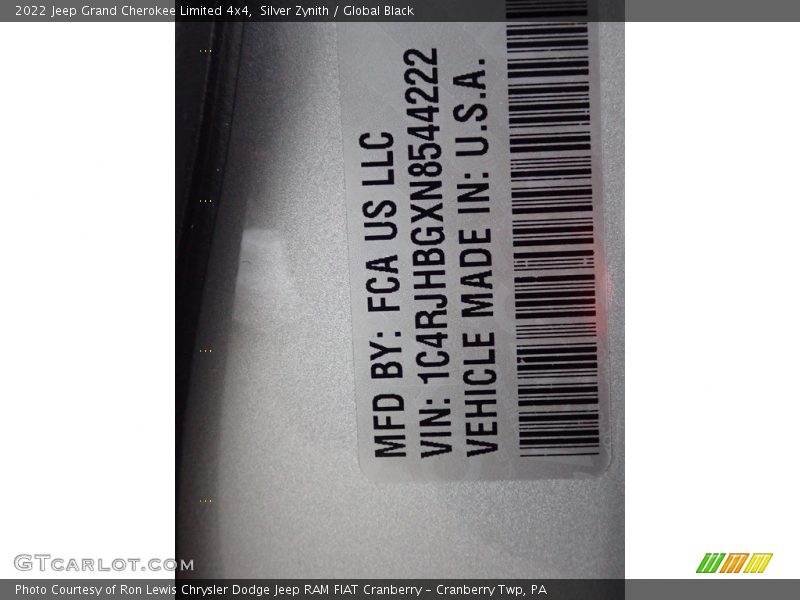 2022 Jeep Grand Cherokee Limited 4x4, Silver Zynith / Global Black
MFD BY: FCA US LLC
VIN: 1C4RJHBGXN8544222
VEHICLE MADE IN: U.S.A.
GTCARLOT.COM
Photo Courtesy of Ron Lewis Chrysler Dodge Jeep RAM FIAT Cranberry - Cranberry Twp, PA